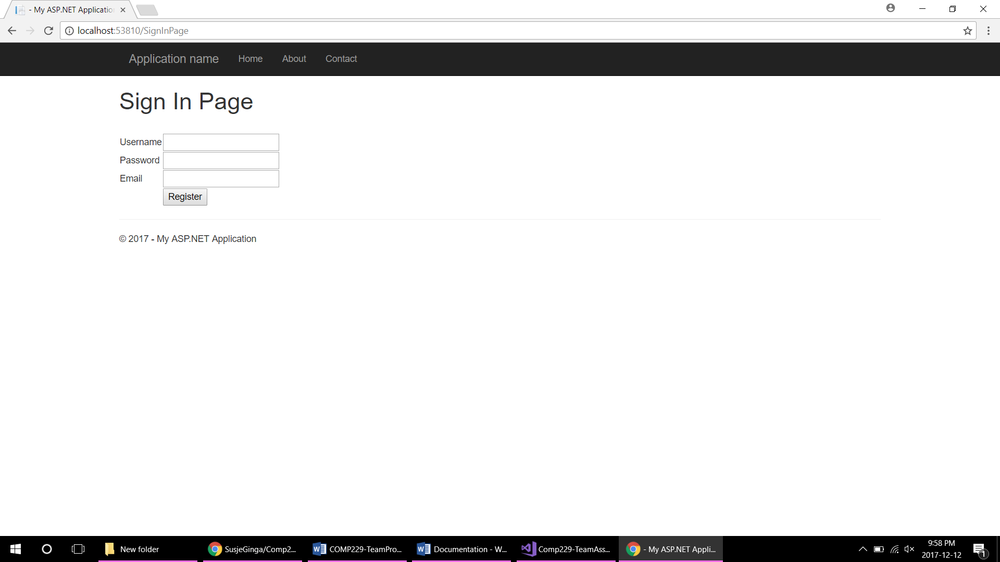 - My ASP.NET Applicatio
localhost:53810/SignInPage
Application name Home About Contact
Sign In Page
Username
Password
Email
Register
© 2017 - My ASP.NET Application
New folder
SusjeGinga/Comp2...
COMP229-TeamPro...
Documentation - W...
Comp229-TeamAss...
- My ASP.NET Appli...
9:58 PM
2017-12-12
1